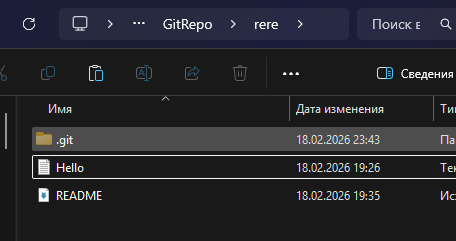 GitRepo > rere >
Поиск в
Сведения
Имя Дата изменения Ти
.git 18.02.2026 23:43 Па
Hello 18.02.2026 19:26 Те
README 18.02.2026 19:35 Ис